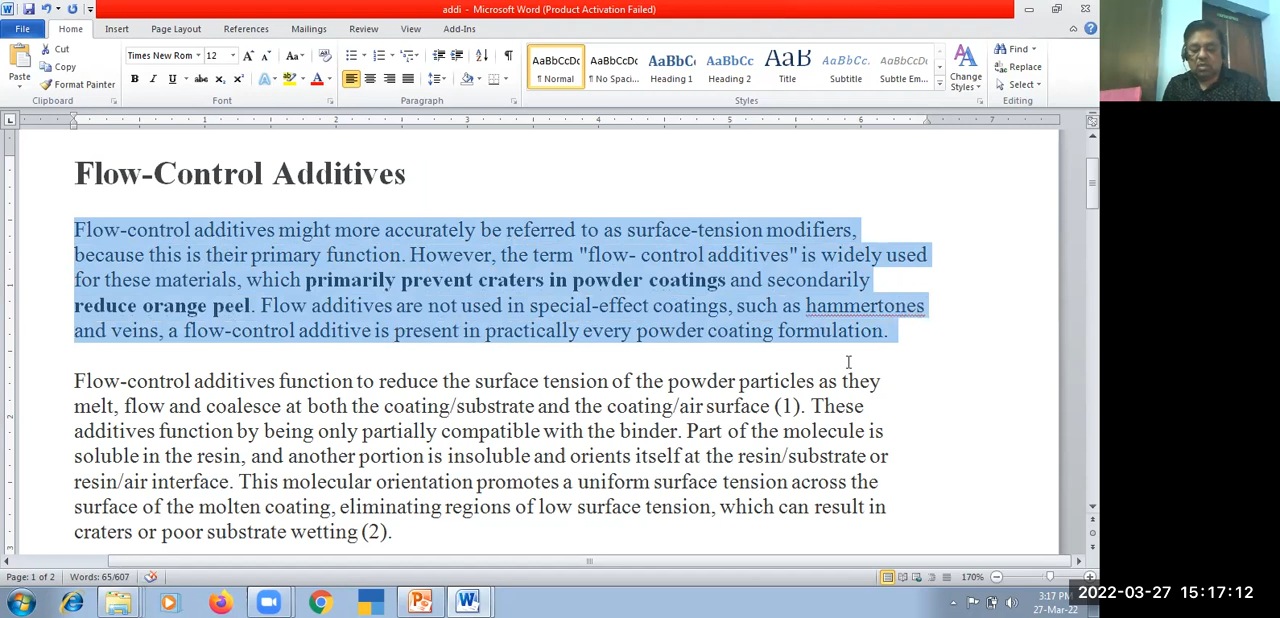 addi - Microsoft Word (Product Activation Failed)
File Home Insert Page Layout References Mailings Review View Add-Ins
Paste
Cut
Copy
Format Painter
Clipboard
Times New Rom 12
Font
Paragraph
AaBbCcDc AaBbCcDc AaBbC AaBbCc AaB AaBbCc. AaBbCcDc
¶ Normal ¶ No Spaci... Heading 1 Heading 2 Title Subtitle Subtle Em...
Styles
Change Styles
Find
Replace
Select
Editing
1 2 3 4 5 6 7
Flow-Control Additives
Flow-control additives might more accurately be referred to as surface-tension modifiers,
because this is their primary function. However, the term "flow- control additives" is widely used
for these materials, which primarily prevent craters in powder coatings and secondarily
reduce orange peel. Flow additives are not used in special-effect coatings, such as hammertones
and veins, a flow-control additive is present in practically every powder coating formulation.
Flow-control additives function to reduce the surface tension of the powder particles as they
melt, flow and coalesce at both the coating/substrate and the coating/air surface (1). These
additives function by being only partially compatible with the binder. Part of the molecule is
soluble in the resin, and another portion is insoluble and orients itself at the resin/substrate or
resin/air interface. This molecular orientation promotes a uniform surface tension across the
surface of the molten coating, eliminating regions of low surface tension, which can result in
craters or poor substrate wetting (2).
Page: 1 of 2 Words: 65/607 170%
3:17 PM
27-Mar-22
2022-03-27 15:17:12